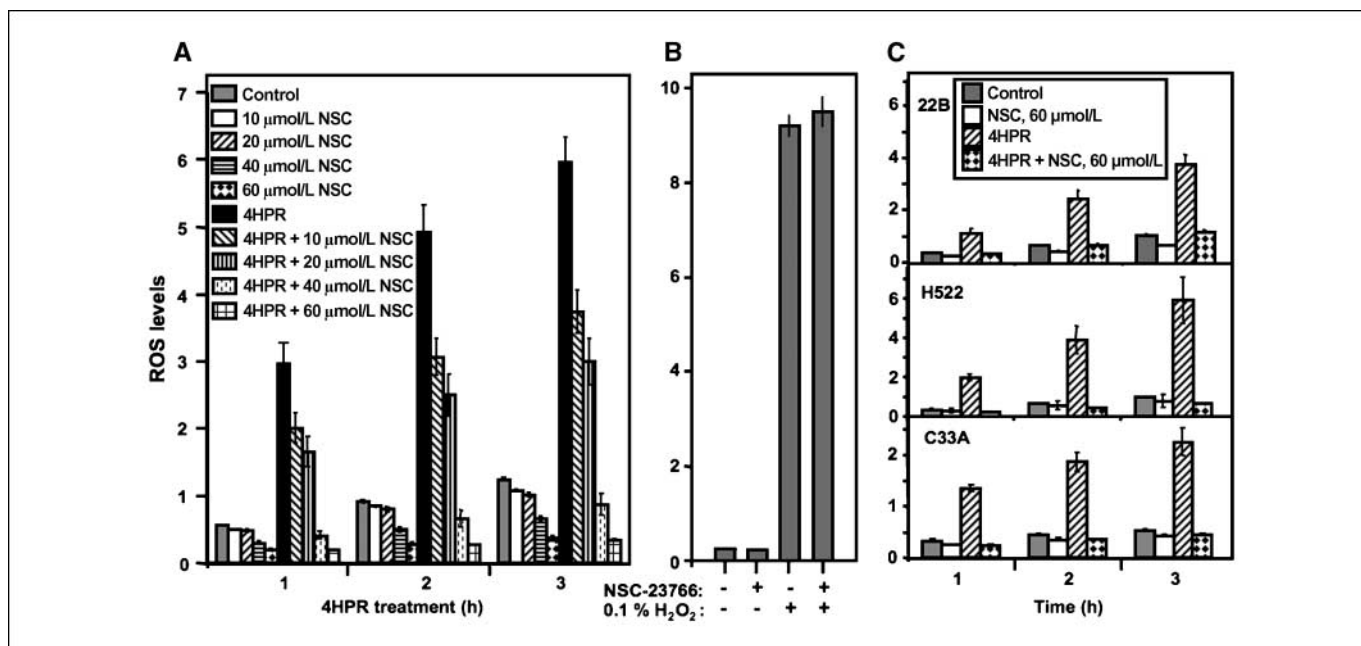 A
ROS levels
7
6
5
4
3
2
1
0
Control
10 μmol/L NSC
20 μmol/L NSC
40 μmol/L NSC
60 μmol/L NSC
4HPR
4HPR + 10 μmol/L NSC
4HPR + 20 μmol/L NSC
4HPR + 40 μmol/L NSC
4HPR + 60 μmol/L NSC
1 2 3
4HPR treatment (h)
B
10
8
6
4
2
0
NSC-23766: - + - +
0.1 % H₂O₂ : - - + +
C
22B
Control
NSC, 60 μmol/L
4HPR
4HPR + NSC, 60 μmol/L
6
4
2
0
H522
6
4
2
0
C33A
2
1
0
1 2 3
Time (h)